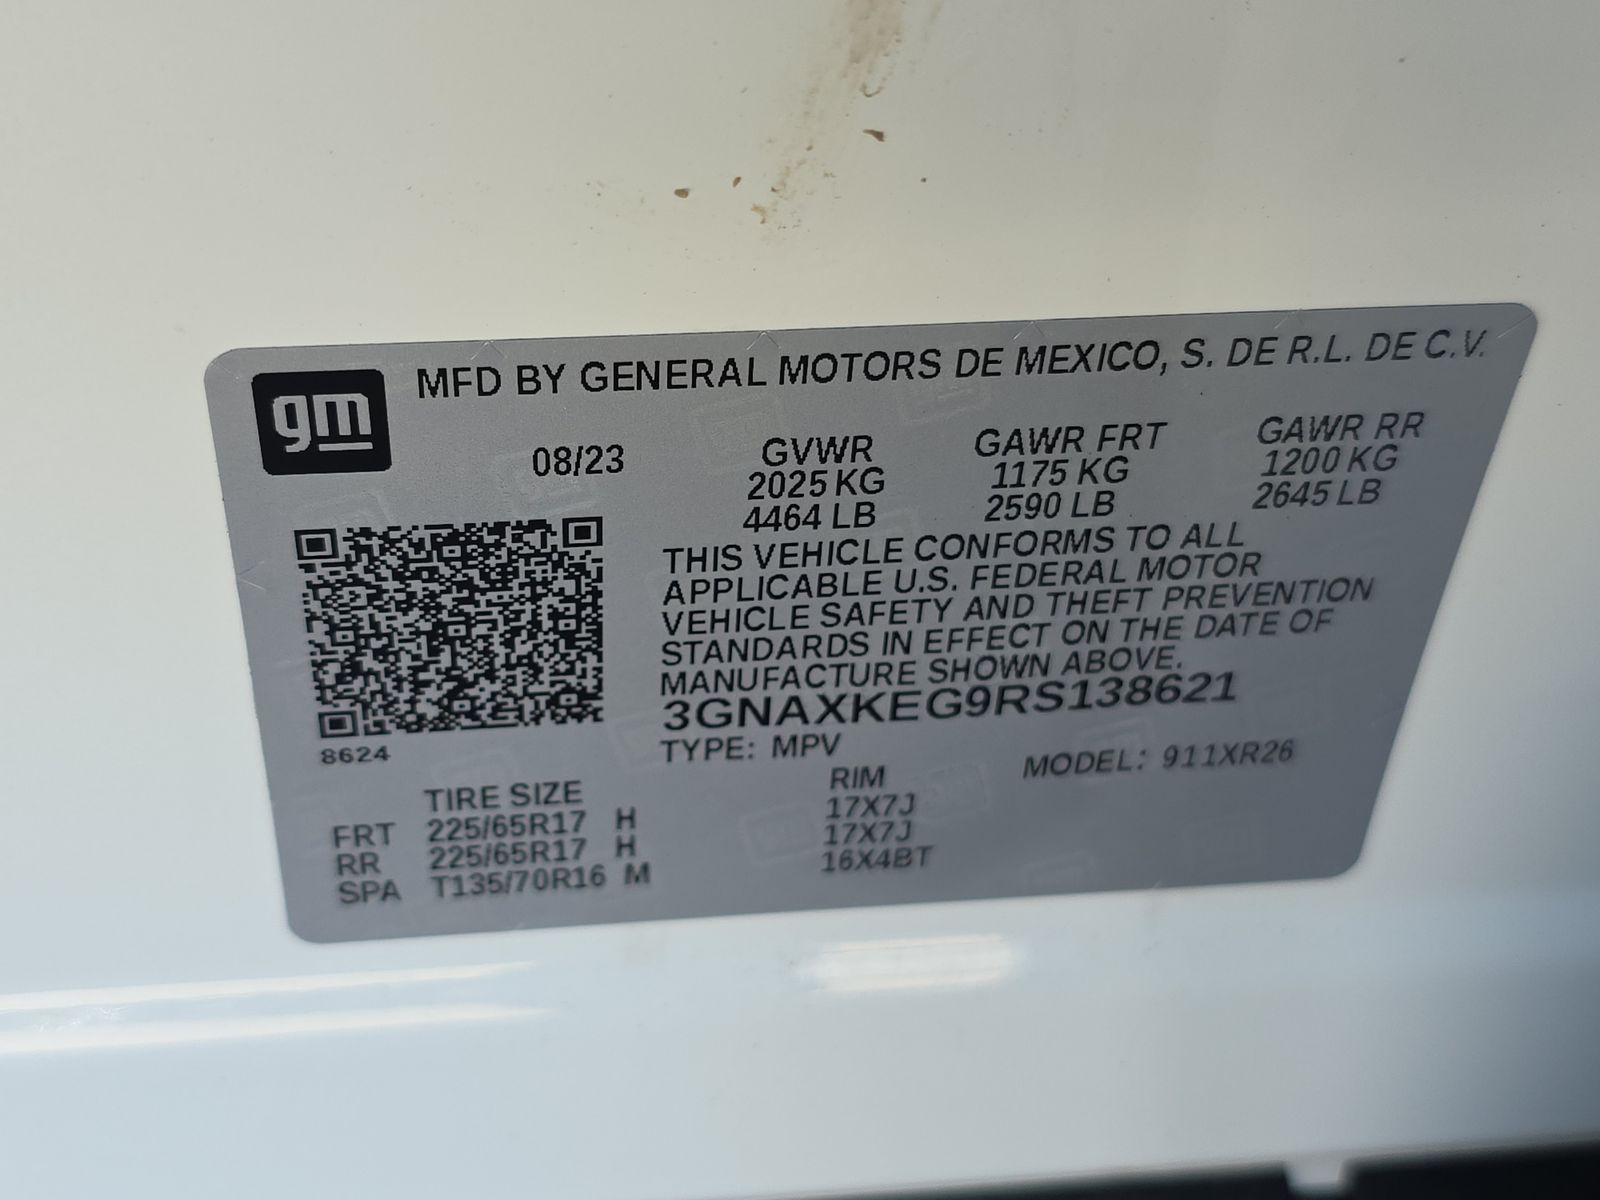 gm
MFD BY GENERAL MOTORS DE MEXICO, S. DE R.L. DE C.V.
08/23
GVWR
2025 KG
4464 LB
GAWR FRT
1175 KG
2590 LB
GAWR RR
1200 KG
2645 LB
THIS VEHICLE CONFORMS TO ALL
APPLICABLE U.S. FEDERAL MOTOR
VEHICLE SAFETY AND THEFT PREVENTION
STANDARDS IN EFFECT ON THE DATE OF
MANUFACTURE SHOWN ABOVE.
3GNAXKEG9RS138621
8624
TYPE: MPV
MODEL: 911XR26
TIRE SIZE RIM
FRT 225/65R17 H 17X7J
RR 225/65R17 H 17X7J
SPA T135/70R16 M 16X4BT